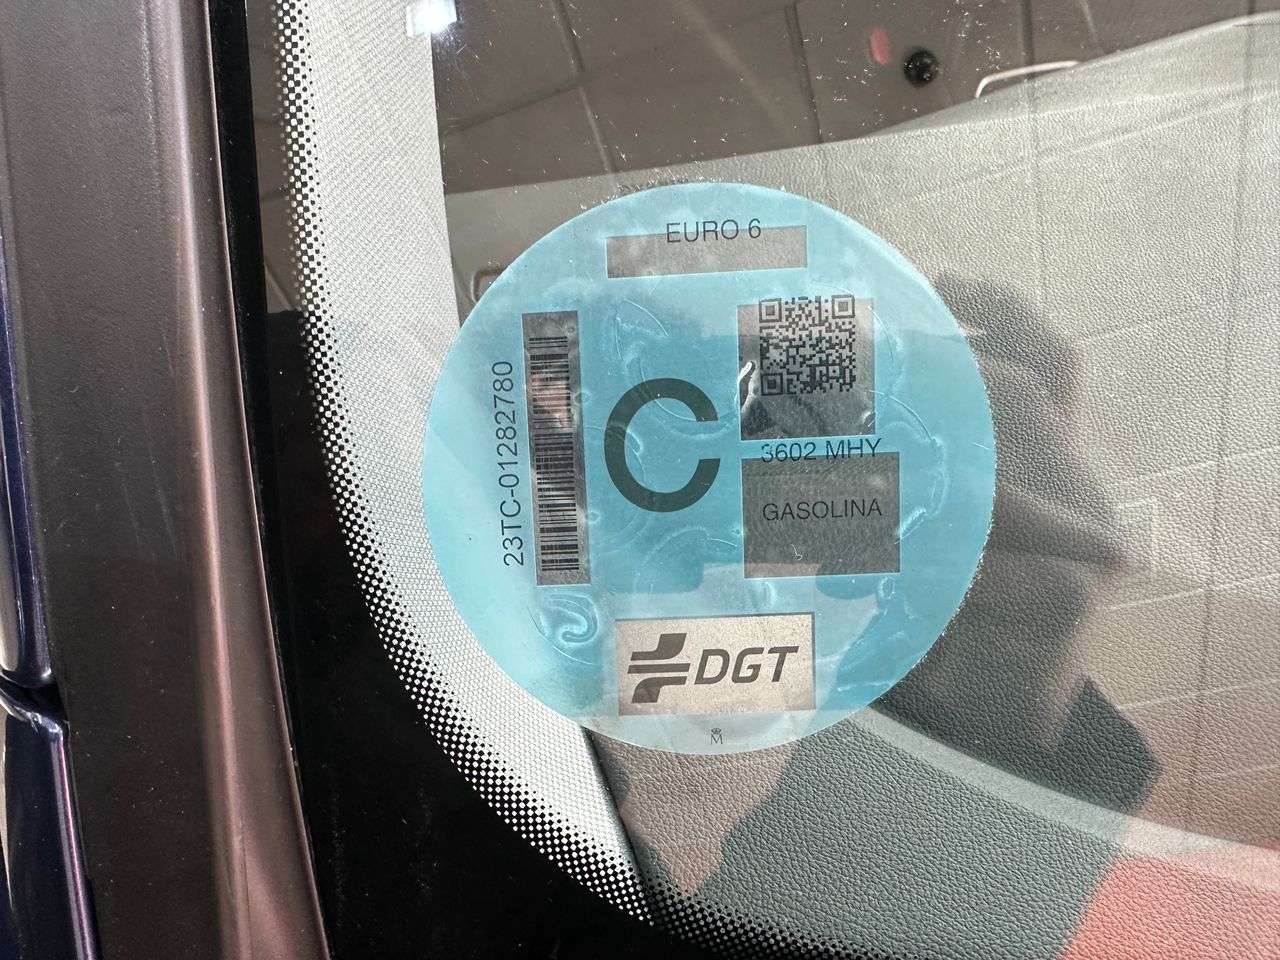 EURO 6
23TC-01282780
C
3602 MHY
GASOLINA
DGT
M